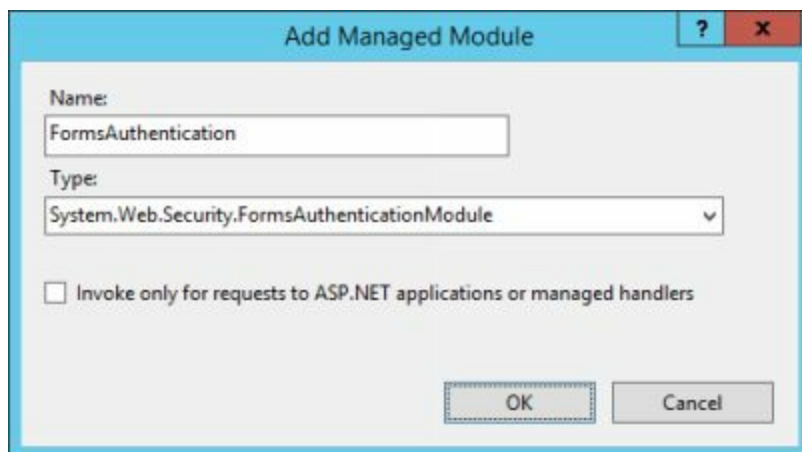 Add Managed Module
?
x
Name:
FormsAuthentication
Type:
System.Web.Security.FormsAuthenticationModule
Invoke only for requests to ASP.NET applications or managed handlers
OK
Cancel